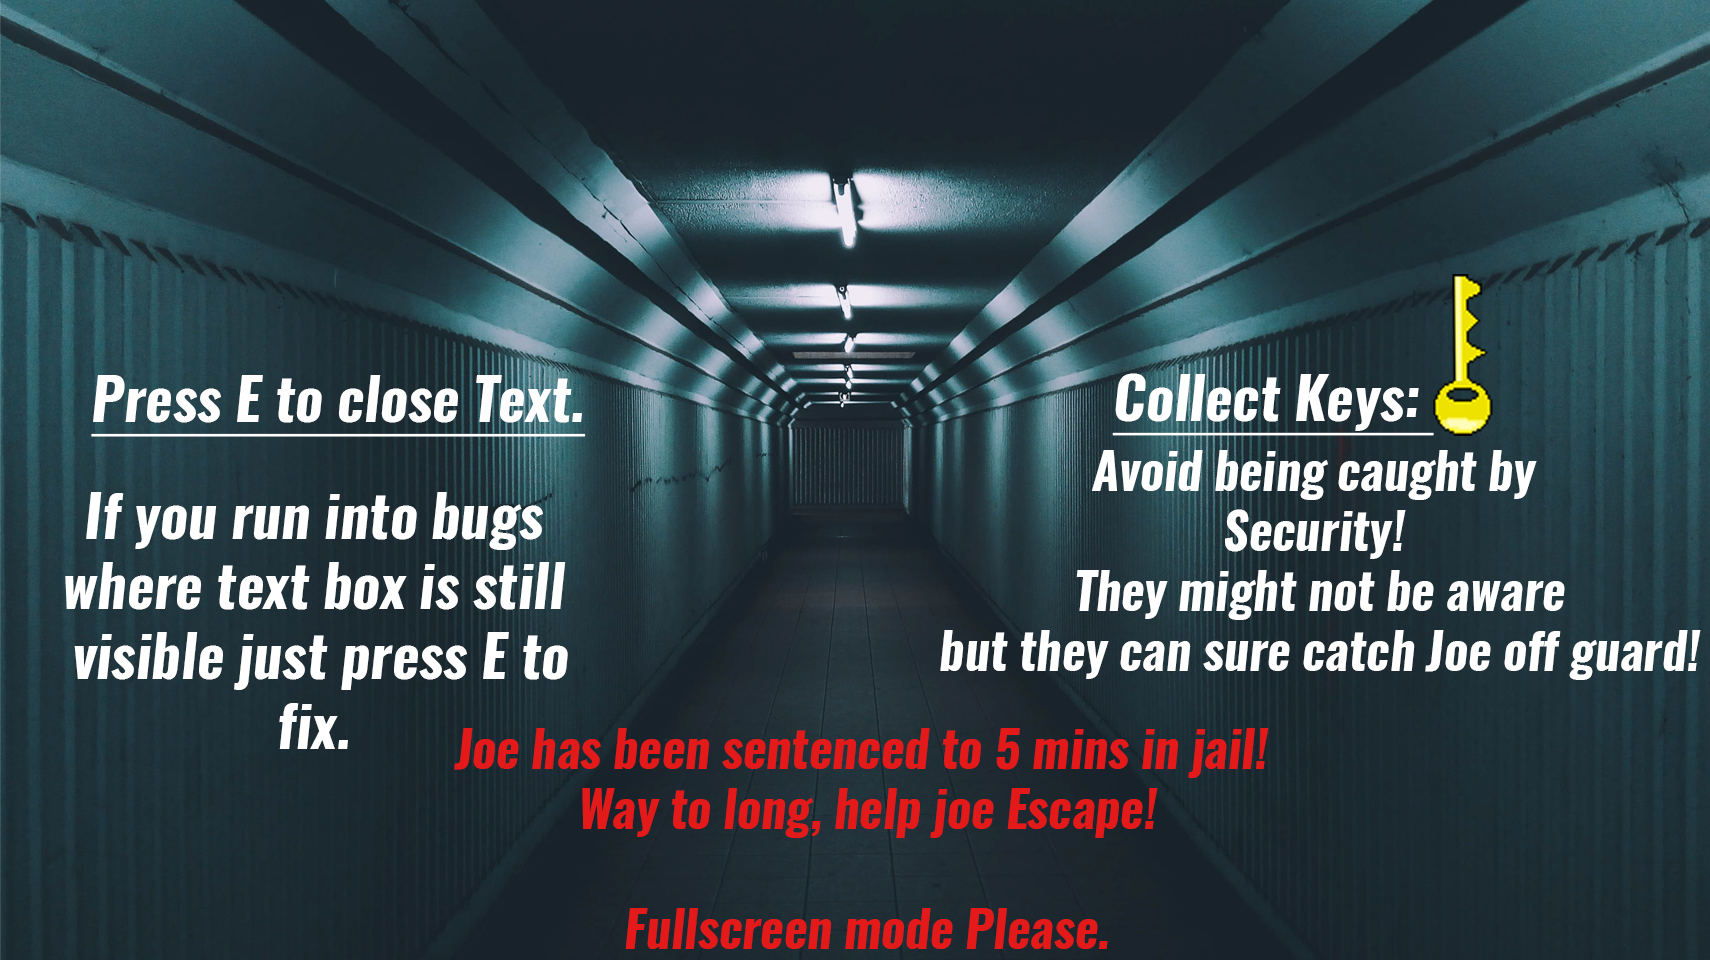 Press E to close Text.
If you run into bugs
where text box is still
visible just press E to
fix.
Collect Keys:
Avoid being caught by
Security!
They might not be aware
but they can sure catch Joe off guard!
Joe has been sentenced to 5 mins in jail!
Way to long, help joe Escape!
Fullscreen mode Please.